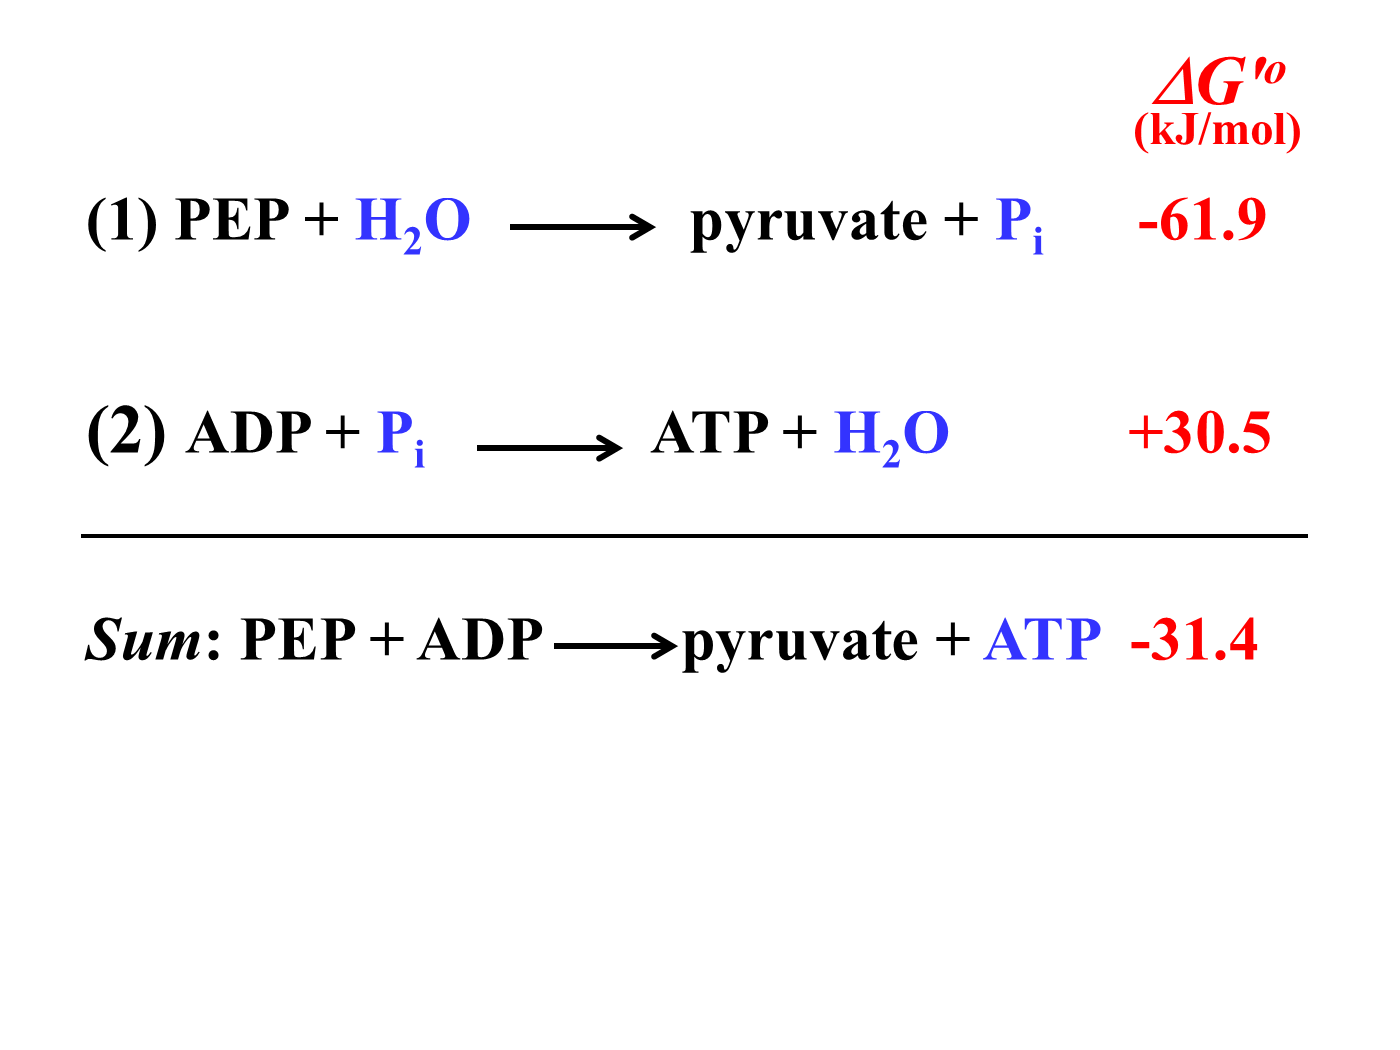 ΔG'º
(kJ/mol)
(1) PEP + H₂O ⟶ pyruvate + Pᵢ -61.9
(2) ADP + Pᵢ ⟶ ATP + H₂O +30.5
Sum: PEP + ADP ⟶ pyruvate + ATP -31.4